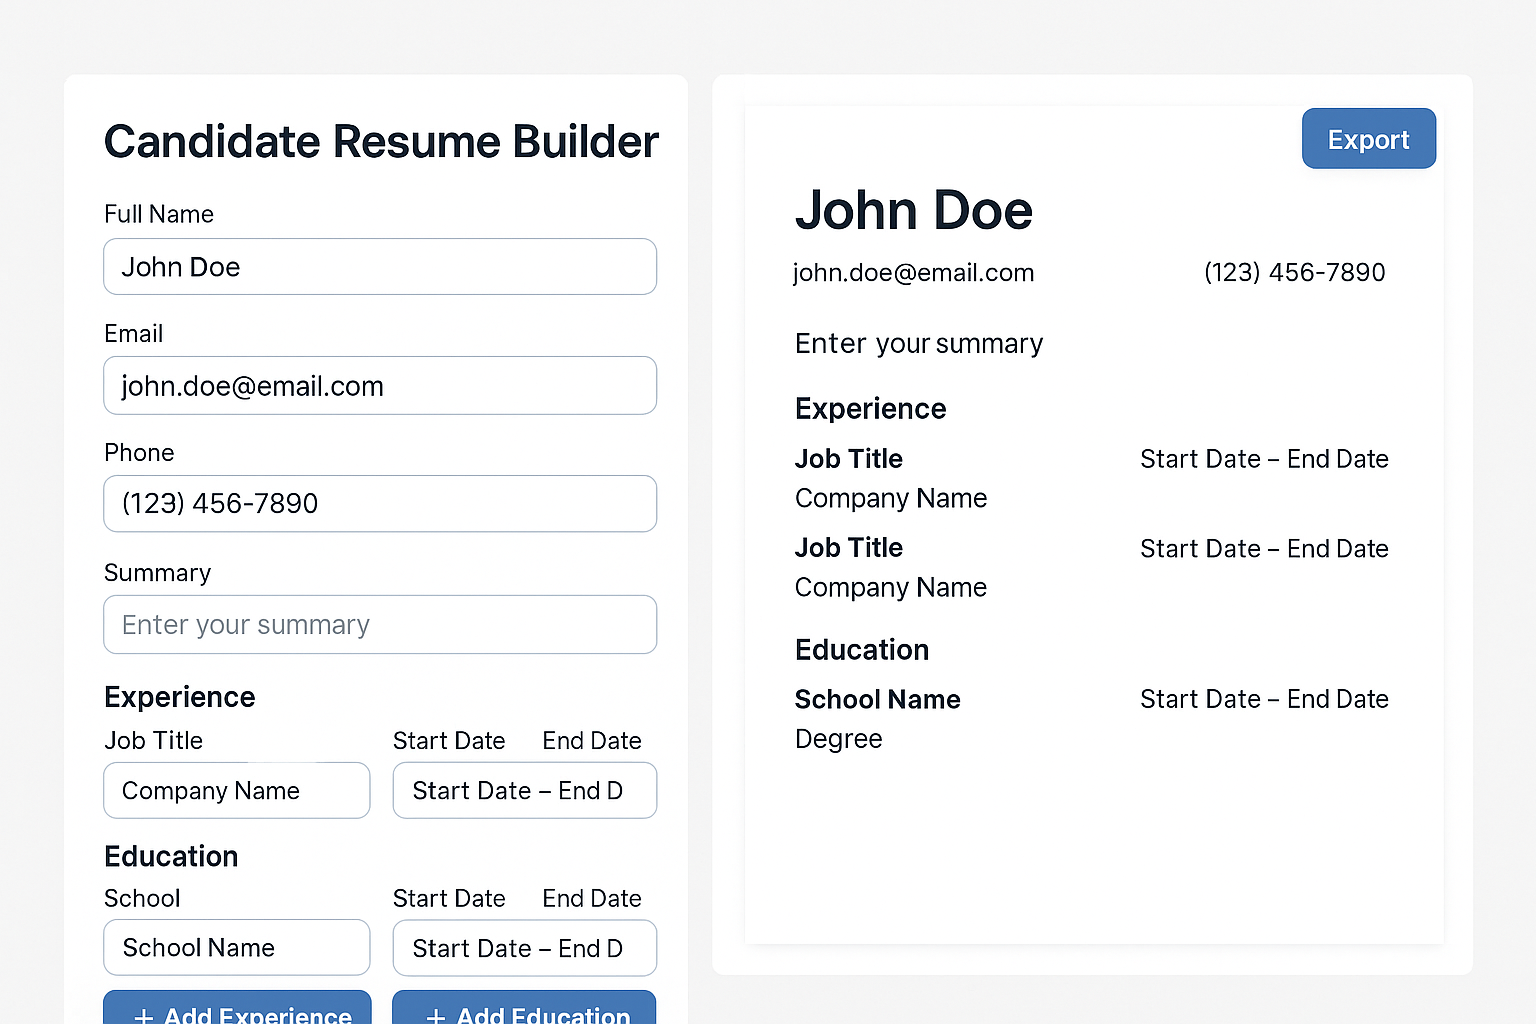 Candidate Resume Builder
Full Name
John Doe
Email
john.doe@email.com
Phone
(123) 456-7890
Summary
Enter your summary
Experience
Job Title Start Date End Date
Company Name Start Date – End D
Education
School Start Date End Date
School Name Start Date – End D
+ Add Experience + Add Education
Export
John Doe
john.doe@email.com (123) 456-7890
Enter your summary
Experience
Job Title Start Date – End Date
Company Name
Job Title Start Date – End Date
Company Name
Education
School Name Start Date – End Date
Degree